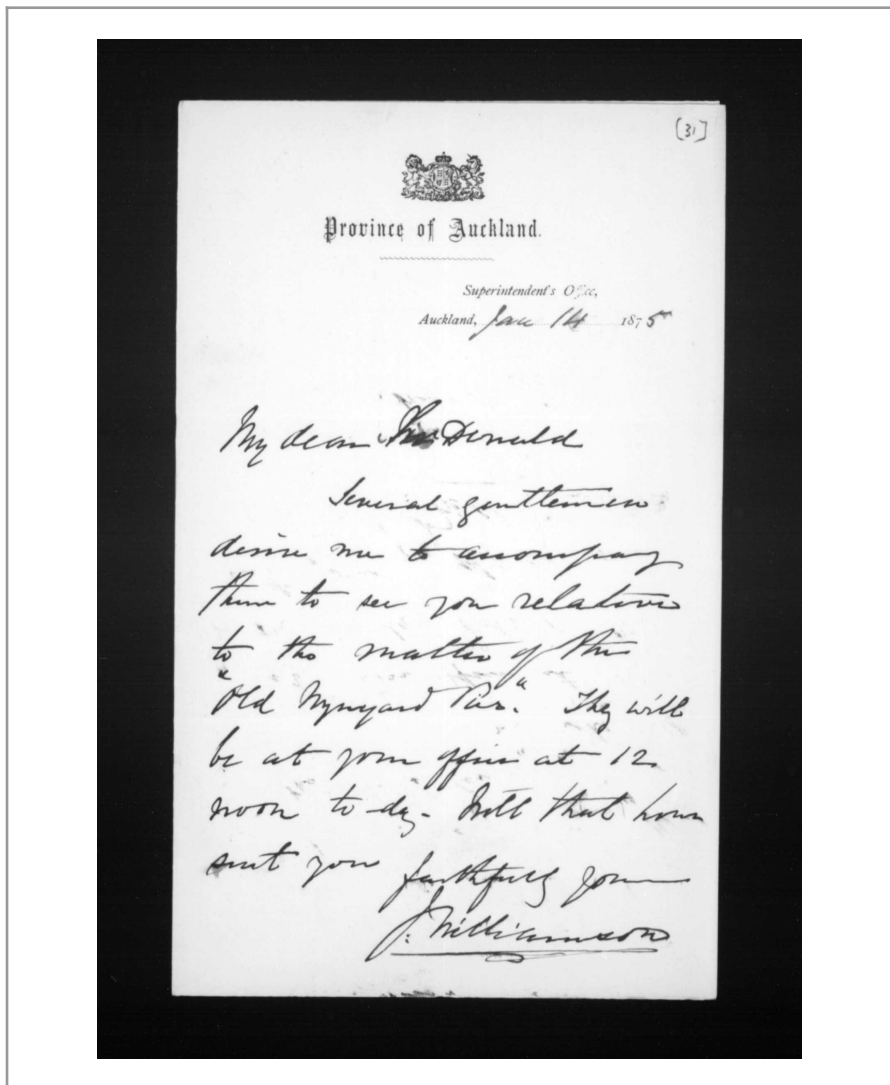 [31]
Province of Auckland.
Superintendent's Office,
Auckland, Jan 14 1875
My dear McDonald
Several gentlemen
desire me to accompany
them to see you relative
to the matter of the
"Old Wynyard Pier." They will
be at your office at 12
noon to-day. Will that hour
suit you
faithfully yours
J. Williamson